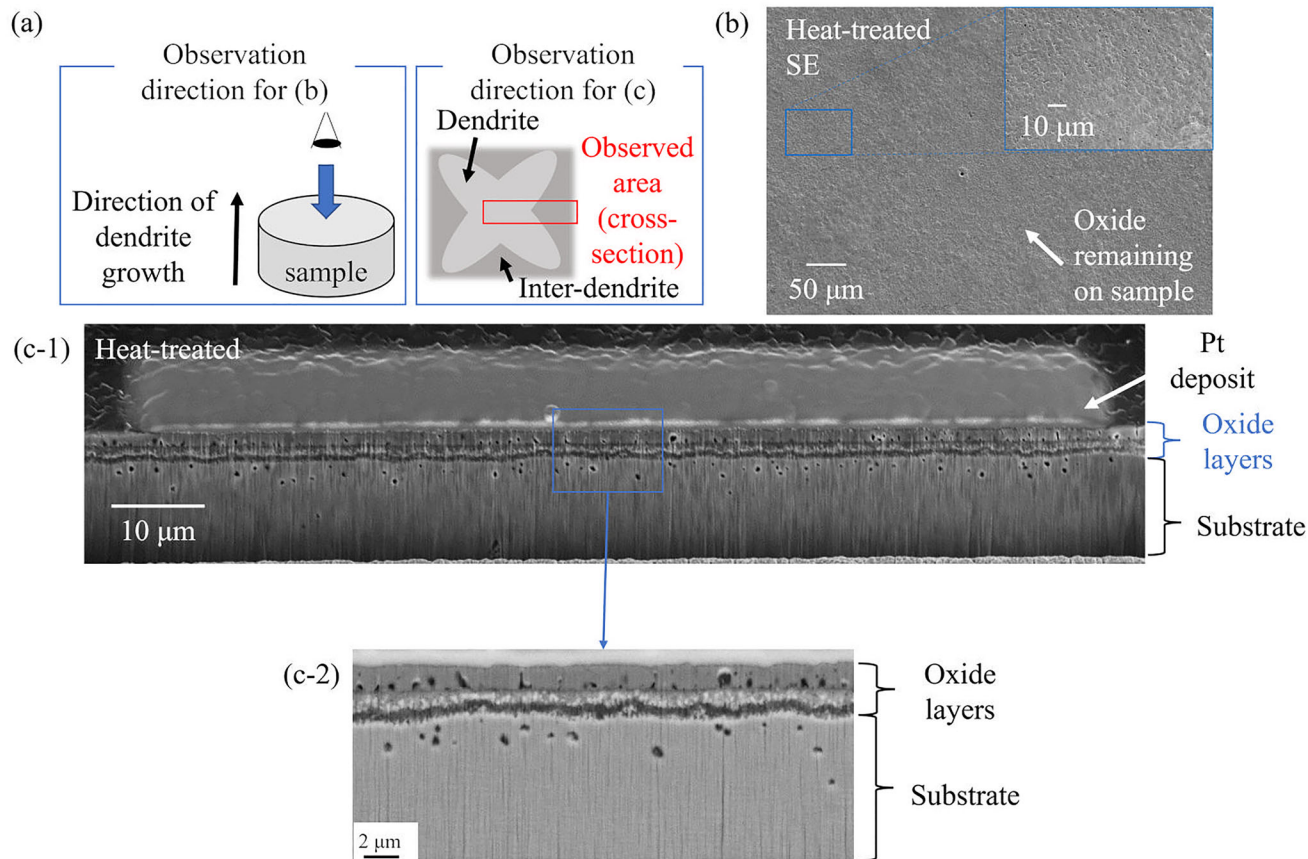 (a)
Observation
direction for (b)
Direction of
dendrite
growth
sample
Observation
direction for (c)
Dendrite
Observed
area
(cross-
section)
Inter-dendrite
(b)
Heat-treated
SE
10 μm
50 μm
Oxide
remaining
on sample
(c-1)
Heat-treated
Pt
deposit
Oxide
layers
10 μm
Substrate
(c-2)
Oxide
layers
Substrate
2 μm